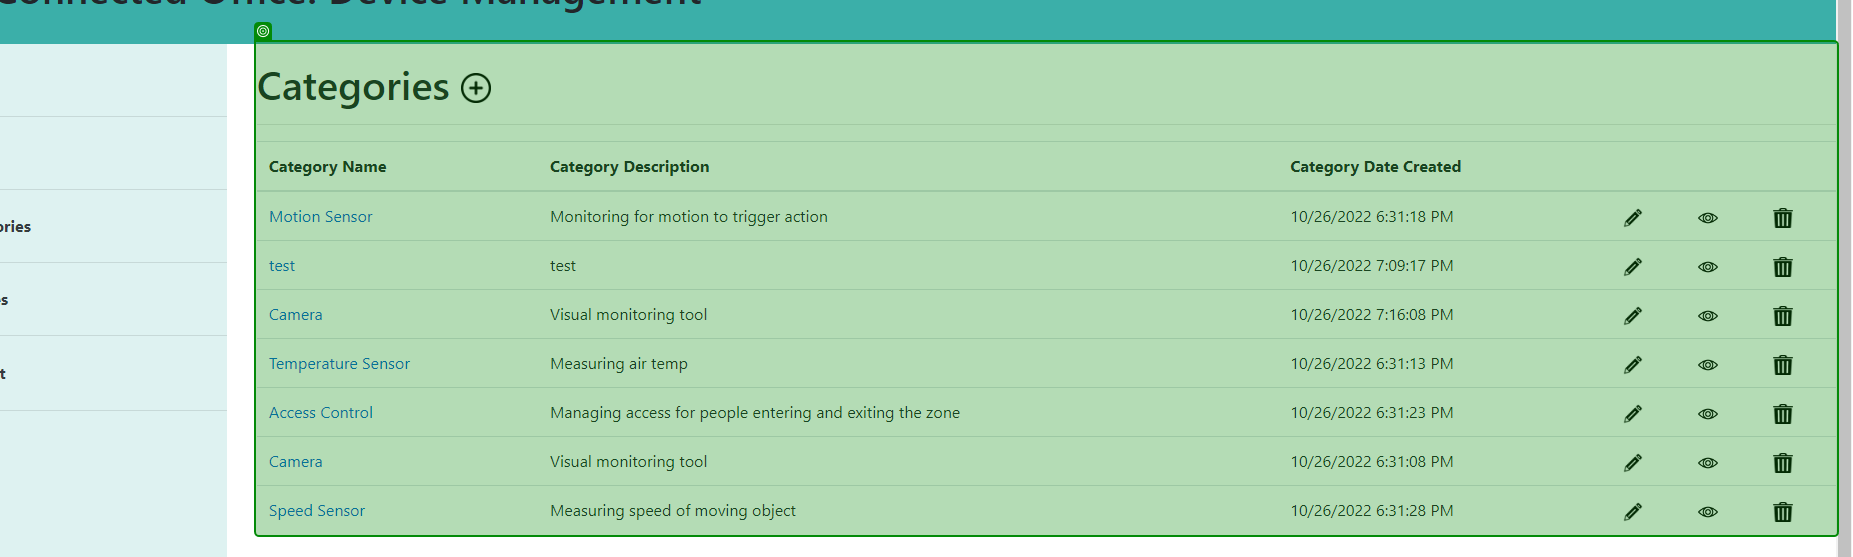 Connected Office: Device Management
Categories
Category Name Category Description Category Date Created
Motion Sensor Monitoring for motion to trigger action 10/26/2022 6:31:18 PM
ories
test test 10/26/2022 7:09:17 PM
s
Camera Visual monitoring tool 10/26/2022 7:16:08 PM
Temperature Sensor Measuring air temp 10/26/2022 6:31:13 PM
t
Access Control Managing access for people entering and exiting the zone 10/26/2022 6:31:23 PM
Camera Visual monitoring tool 10/26/2022 6:31:08 PM
Speed Sensor Measuring speed of moving object 10/26/2022 6:31:28 PM